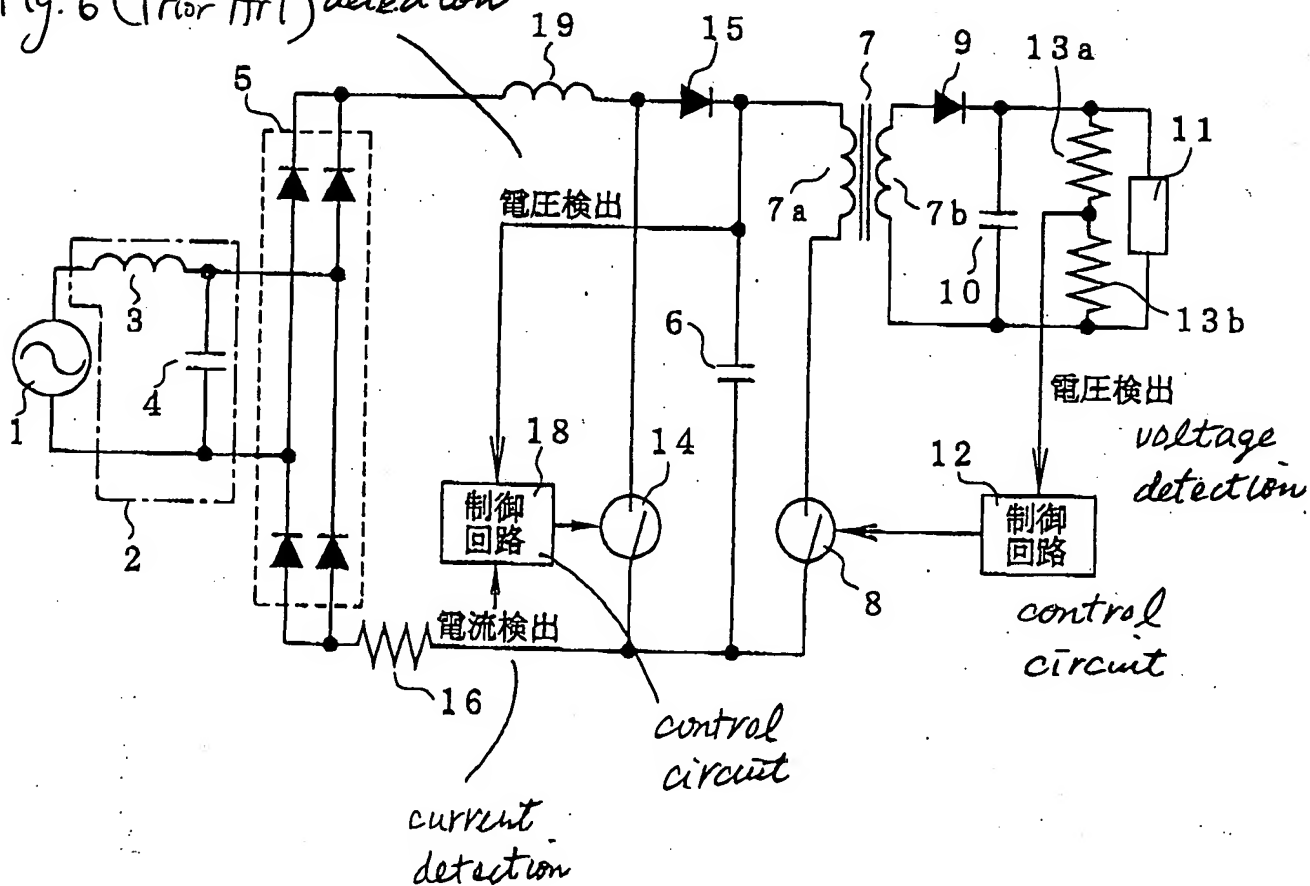 Fig. 6 (Prior Art) detection
19
15
7
9
13a
5
11
電圧検出
7a
7b
3
10
13b
6
1
4
電圧検出
voltage
detection
18
14
12
制御
回路
制御
回路
2
8
電流検出
control
circuit
16
control
circuit
current
detection